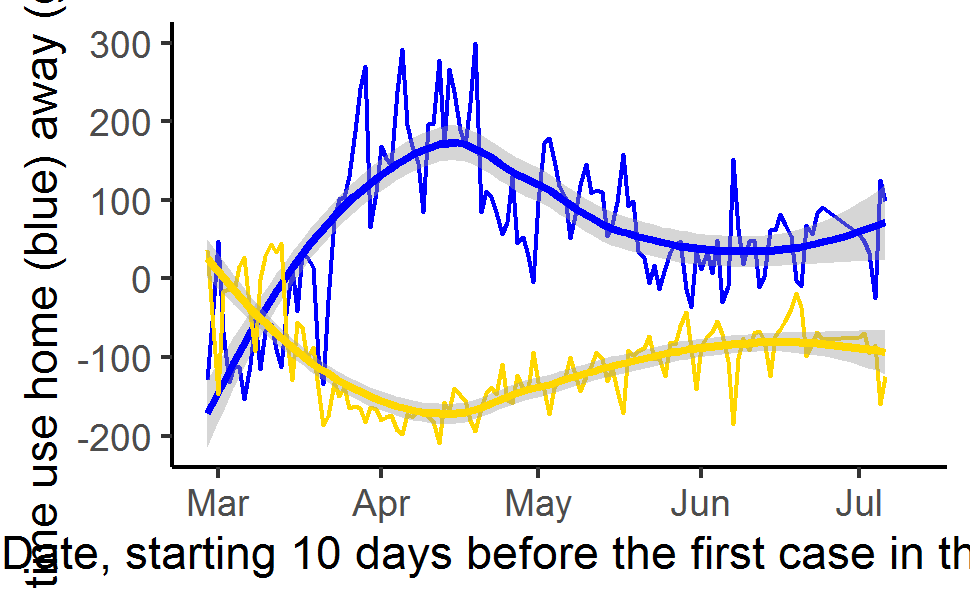 time use home (blue) away (
300
200
100
0
-100
-200
Mar Apr May Jun Jul
Date, starting 10 days before the first case in th